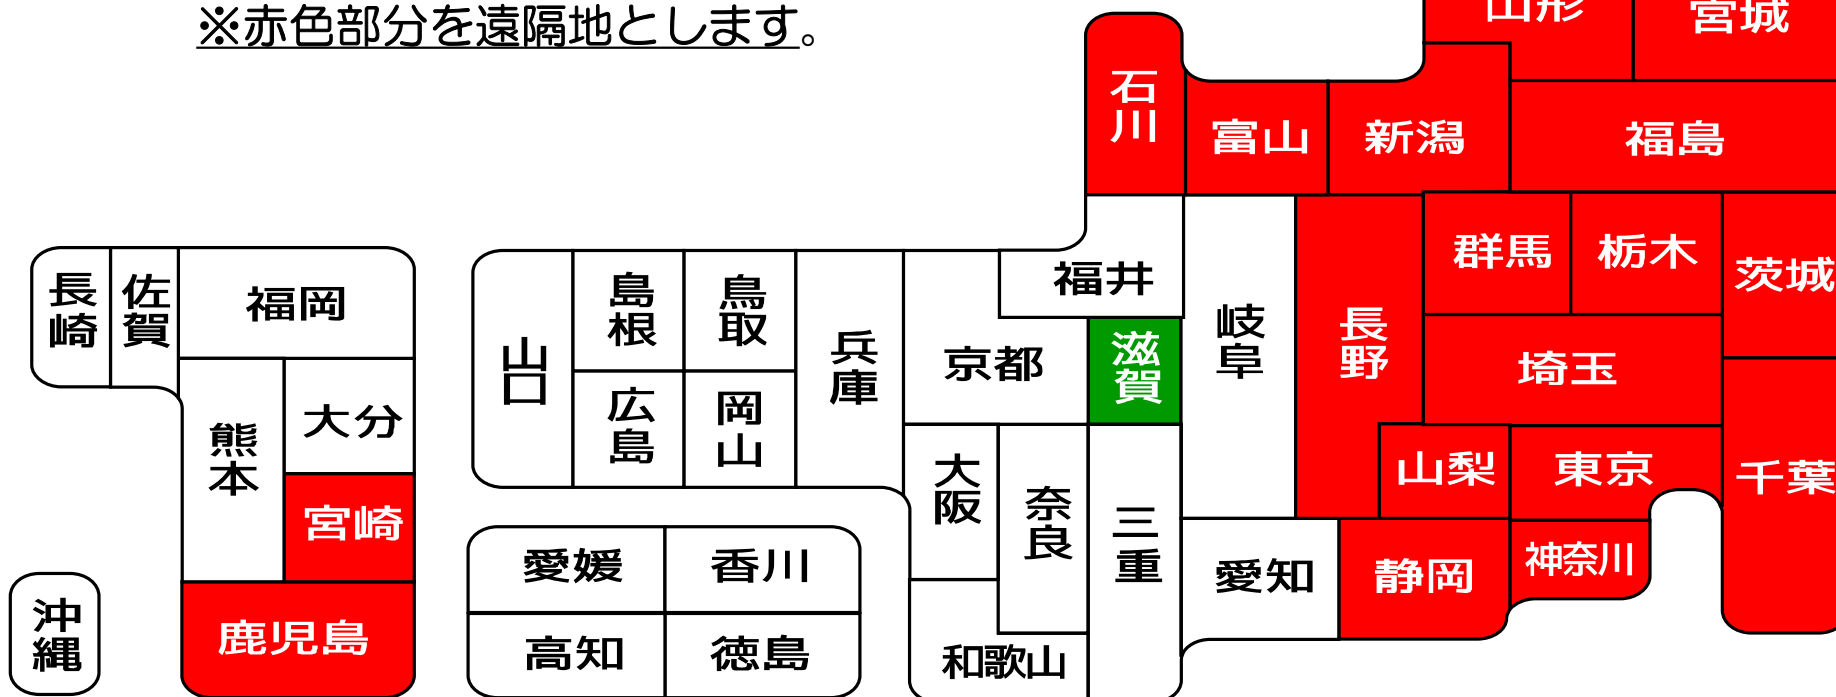 ※赤色部分を遠隔地とします。
山形
宮城
石川
富山
新潟
福島
群馬
栃木
茨城
長崎
佐賀
福岡
山口
島根
鳥取
兵庫
京都
福井
滋賀
岐阜
長野
埼玉
熊本
大分
広島
岡山
大阪
奈良
三重
山梨
東京
千葉
宮崎
愛媛
香川
愛知
静岡
神奈川
沖縄
鹿児島
高知
徳島
和歌山